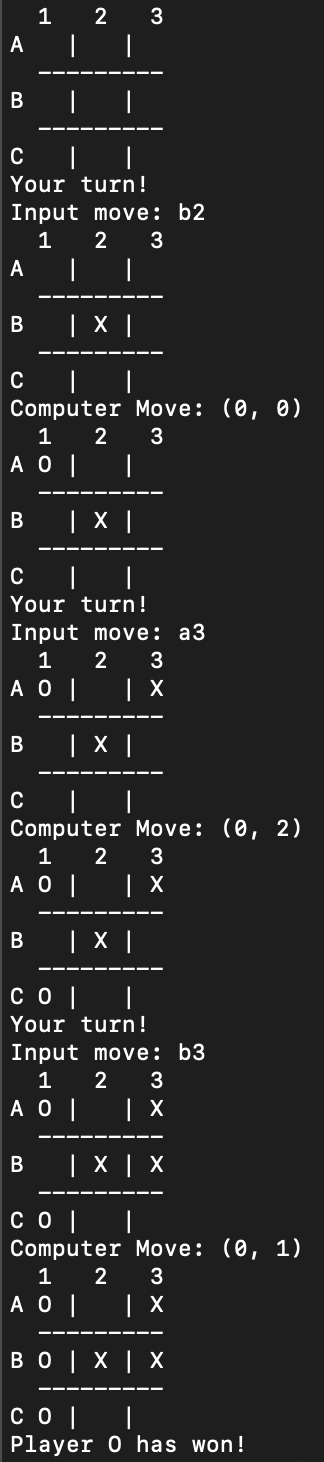 1   2   3
A   |   |
  ---------
B   |   |
  ---------
C   |   |
Your turn!
Input move: b2
  1   2   3
A   |   |
  ---------
B   | X |
  ---------
C   |   |
Computer Move: (0, 0)
  1   2   3
A O |   |
  ---------
B   | X |
  ---------
C   |   |
Your turn!
Input move: a3
  1   2   3
A O |   | X
  ---------
B   | X |
  ---------
C   |   |
Computer Move: (0, 2)
  1   2   3
A O |   | X
  ---------
B   | X |
  ---------
C O |   |
Your turn!
Input move: b3
  1   2   3
A O |   | X
  ---------
B   | X | X
  ---------
C O |   |
Computer Move: (0, 1)
  1   2   3
A O |   | X
  ---------
B O | X | X
  ---------
C O |   |
Player O has won!